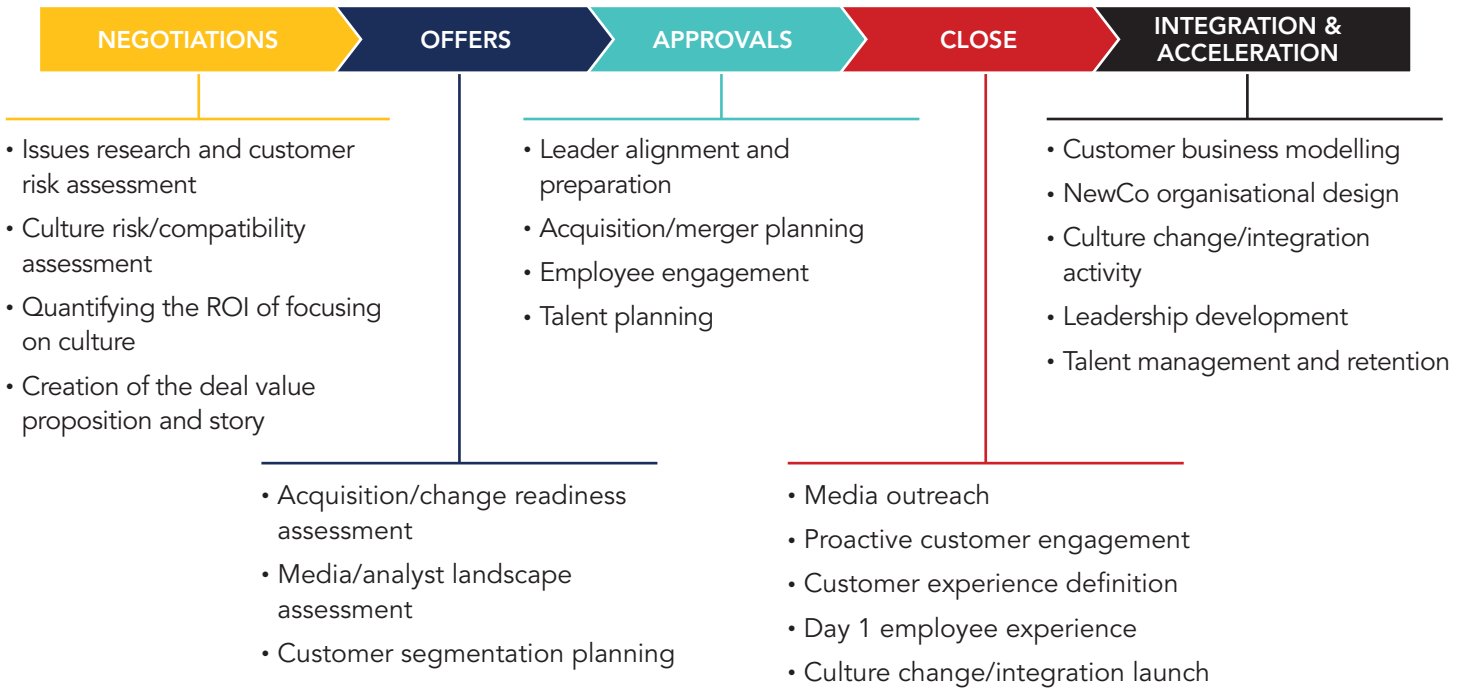 NEGOTIATIONS
OFFERS
APPROVALS
CLOSE
INTEGRATION &
ACCELERATION
• Issues research and customer
risk assessment
• Culture risk/compatibility
assessment
• Quantifying the ROI of focusing
on culture
• Creation of the deal value
proposition and story
• Acquisition/change readiness
assessment
• Media/analyst landscape
assessment
• Customer segmentation planning
• Leader alignment and
preparation
• Acquisition/merger planning
• Employee engagement
• Talent planning
• Media outreach
• Proactive customer engagement
• Customer experience definition
• Day 1 employee experience
• Culture change/integration launch
• Customer business modelling
• NewCo organisational design
• Culture change/integration
activity
• Leadership development
• Talent management and retention